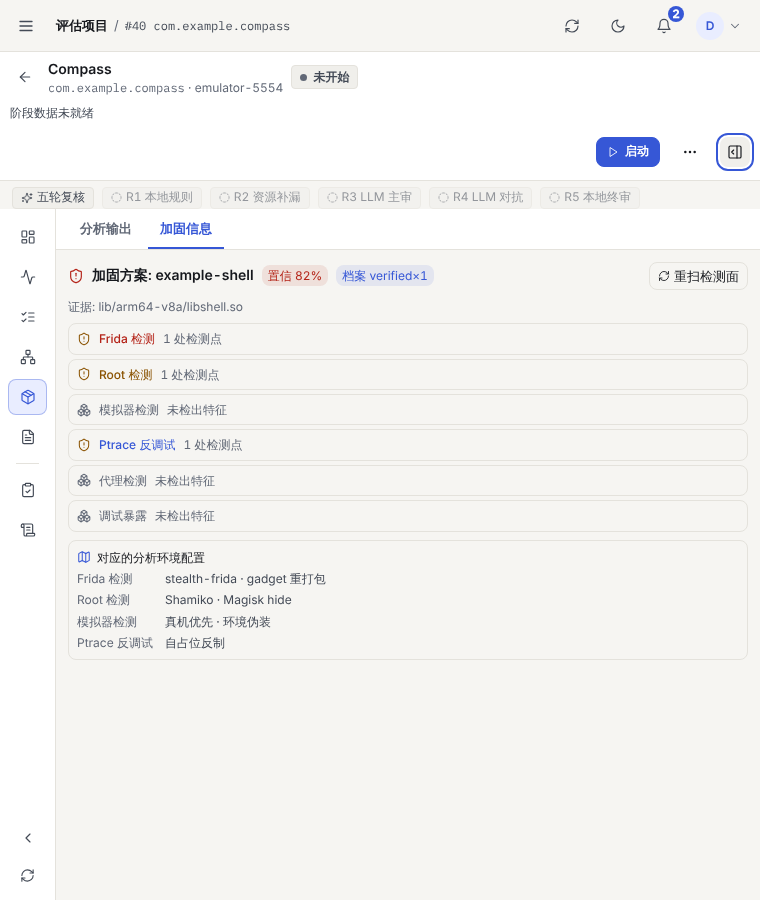 评估项目 / #40 com.example.compass
2
D
Compass
com.example.compass · emulator-5554
未开始
阶段数据未就绪
启动
五轮复核 R1 本地规则 R2 资源补漏 R3 LLM 主审 R4 LLM 对抗 R5 本地终审
分析输出 加固信息
加固方案: example-shell 置信 82% 档案 verified×1 重扫检测面
证据: lib/arm64-v8a/libshell.so
Frida 检测 1 处检测点
Root 检测 1 处检测点
模拟器检测 未检出特征
Ptrace 反调试 1 处检测点
代理检测 未检出特征
调试暴露 未检出特征
对应的分析环境配置
Frida 检测 stealth-frida · gadget 重打包
Root 检测 Shamiko · Magisk hide
模拟器检测 真机优先 · 环境伪装
Ptrace 反调试 自占位反制